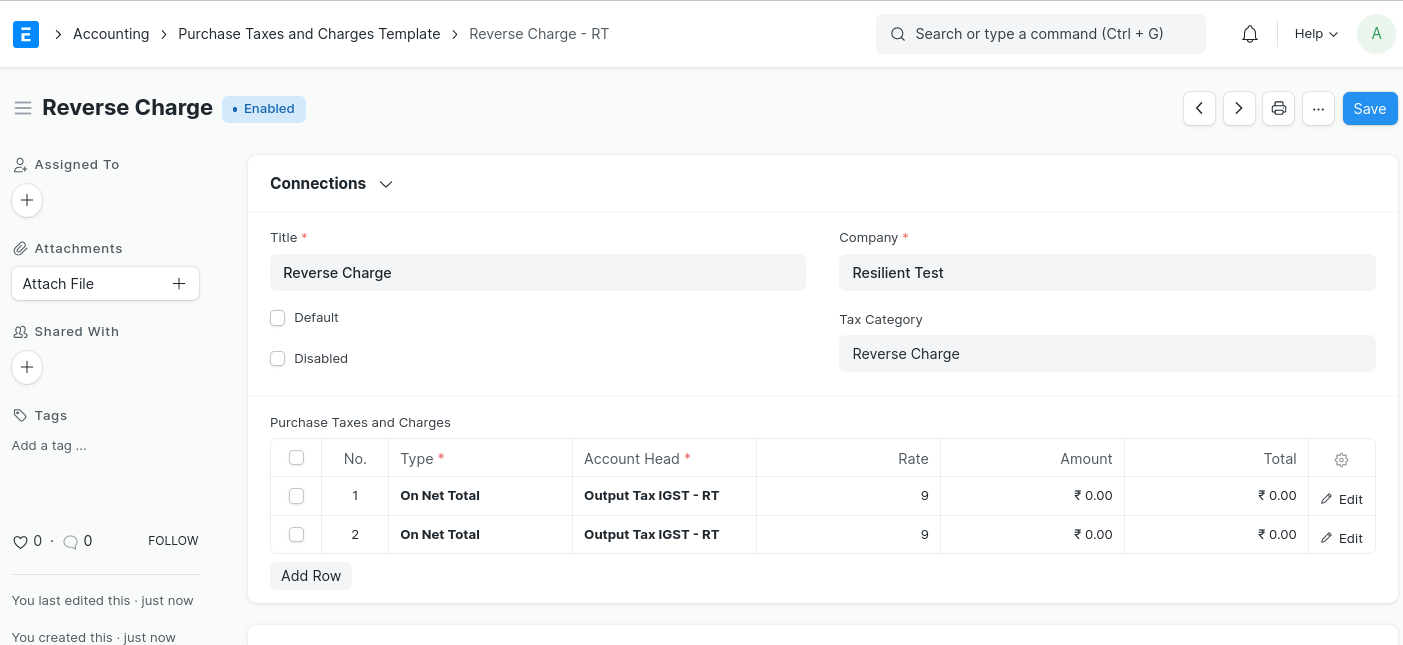 E > Accounting > Purchase Taxes and Charges Template > Reverse Charge - RT Search or type a command (Ctrl + G) Help A
Reverse Charge • Enabled ... Save
Assigned To
Attachments
Attach File +
Shared With
Tags
Add a tag ...
0 · 0 FOLLOW
You last edited this · just now
You created this · just now
Connections
Title * Company *
Reverse Charge Resilient Test
Default Tax Category
Disabled Reverse Charge
Purchase Taxes and Charges
No. Type * Account Head * Rate Amount Total
1 On Net Total Output Tax IGST - RT 9 ₹ 0.00 ₹ 0.00 Edit
2 On Net Total Output Tax IGST - RT 9 ₹ 0.00 ₹ 0.00 Edit
Add Row